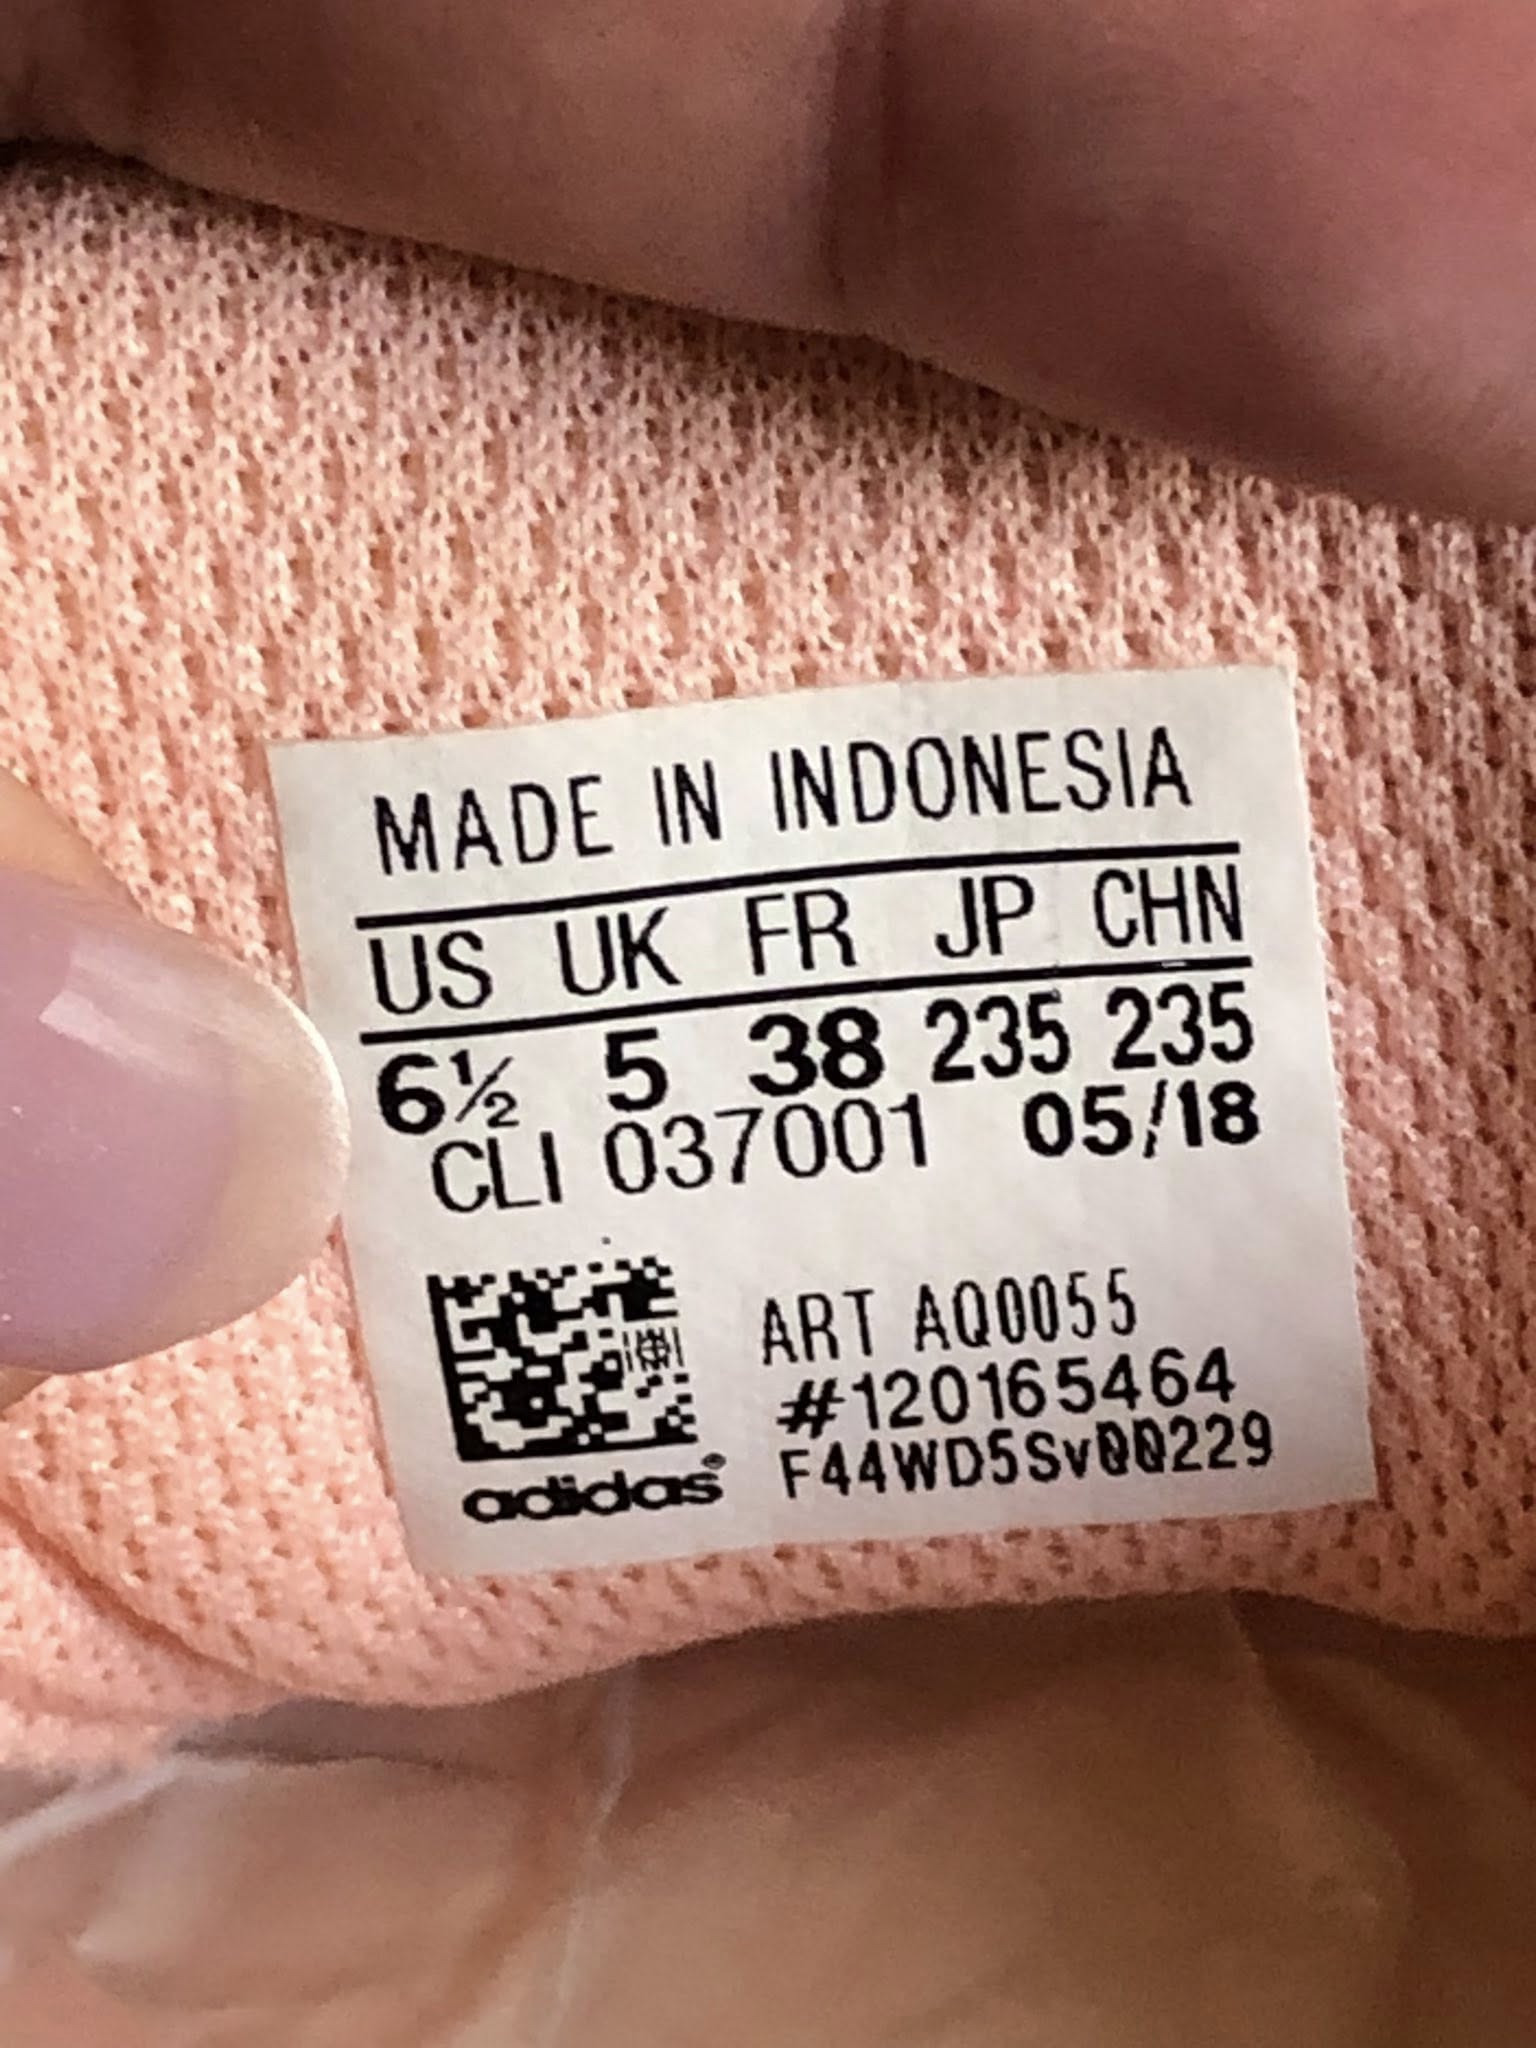 MADE IN INDONESIA
US UK FR JP CHN
6½ 5 38 235 235
CLI 037001 05/18
ART AQ0055
#120165464
F44WD5Sv00229
adidas®